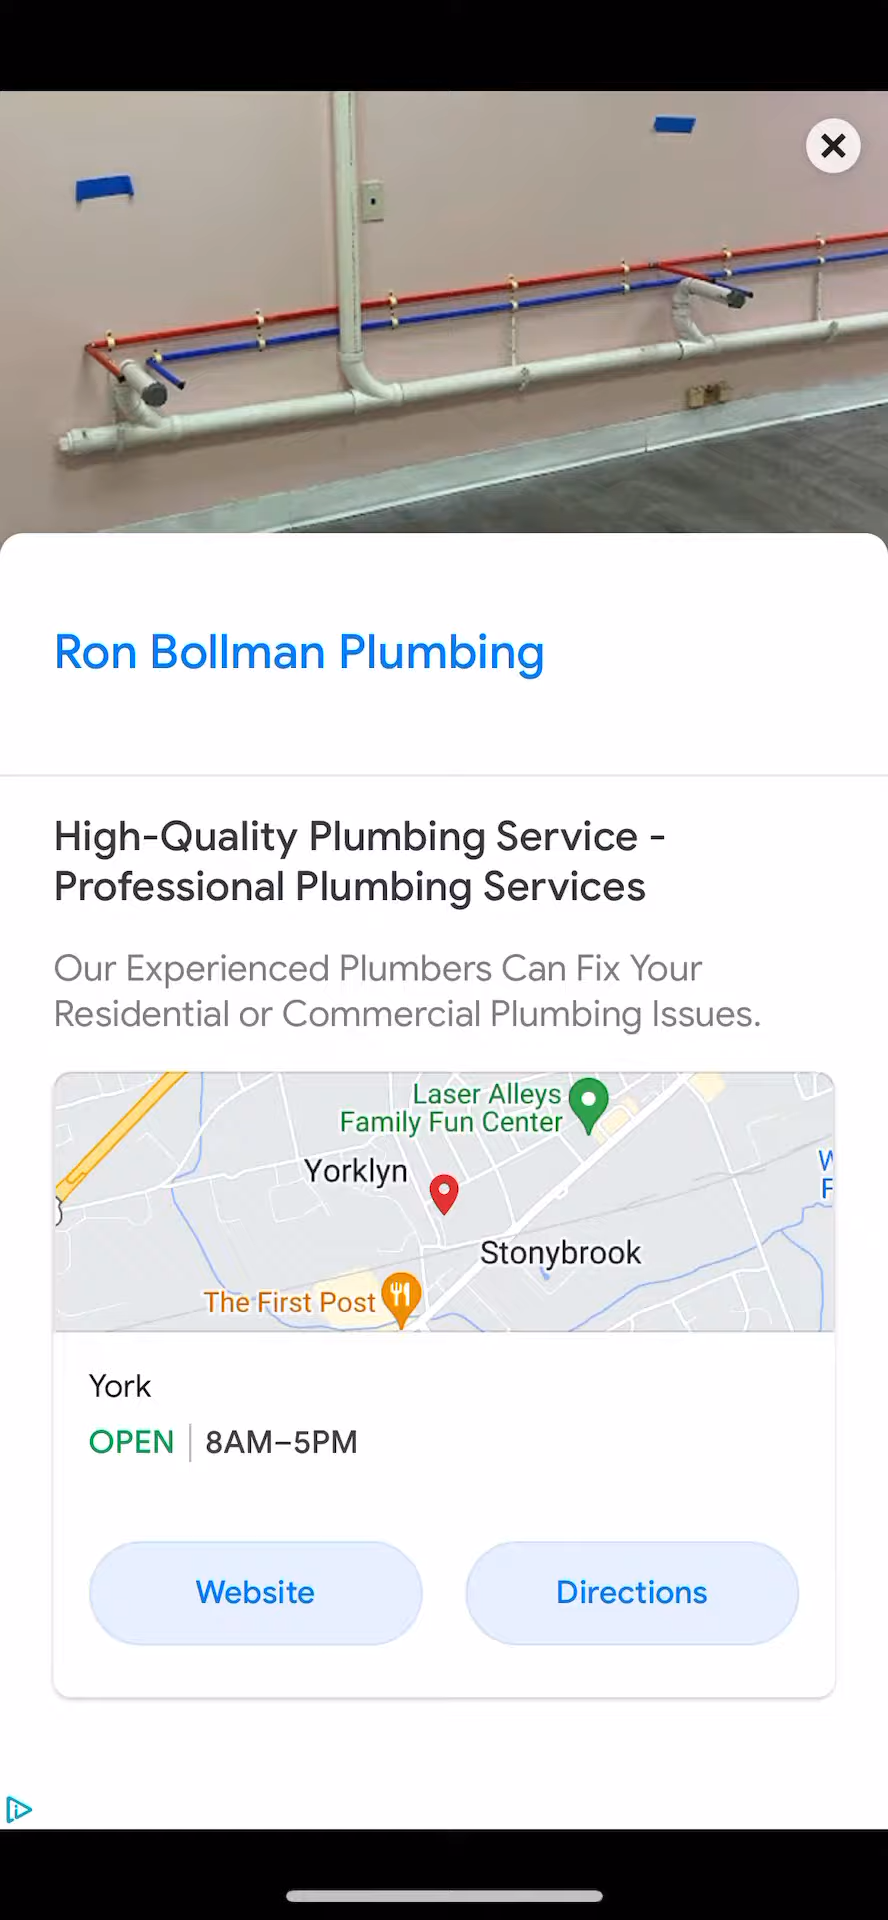 Ron Bollman Plumbing
High-Quality Plumbing Service -
Professional Plumbing Services
Our Experienced Plumbers Can Fix Your
Residential or Commercial Plumbing Issues.
Laser Alleys
Family Fun Center
Yorklyn
Stonybrook
The First Post
York
OPEN | 8AM–5PM
Website
Directions